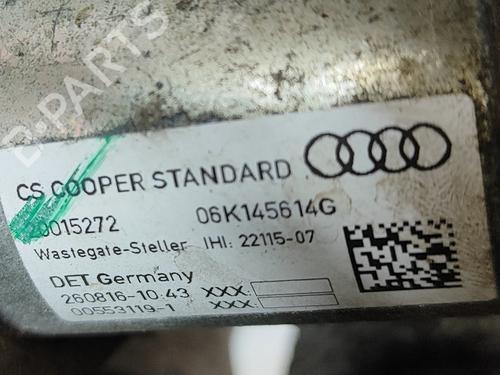 B-PARTS
CS COOPER STANDARD
0015272 06K145614G
Wastegate-Steller IHI: 22115-07
DET Germany
260816-10:43 XXX:
00553119-1 XXX: